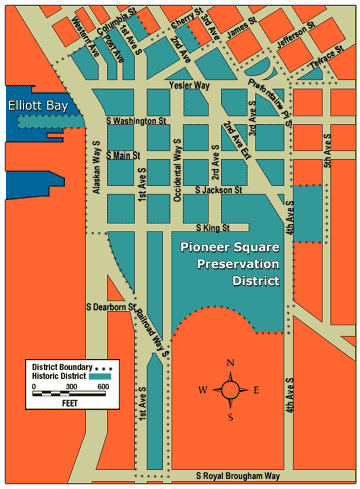 Columbia St
Cherry St
Western Ave
Post Ave
1st Ave S
2nd Ave
3rd Ave
James St
Jefferson St
Tefrace St
Yesler Way
Prefontaine Pl S
Elliott Bay
S Washington St
2nd Ave Ext
3rd Ave S
S Main St
Alaskan Way S
1st Ave S
Occidental Way S
2nd Ave S
5th Ave S
S Jackson St
4th Ave S
S King St
Pioneer Square
Preservation
District
S Dearborn St
Railroad Way S
District Boundary
Historic District
0 300 600
FEET
N
W E
S
1st Ave S
4th Ave S
S Royal Brougham Way